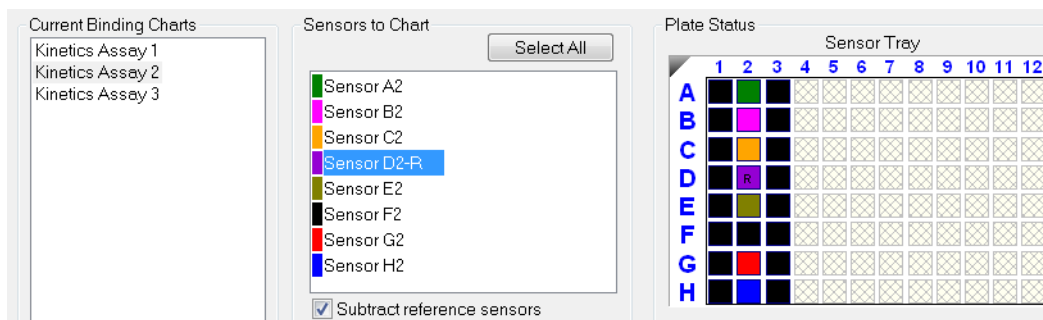 Current Binding Charts
Kinetics Assay 1
Kinetics Assay 2
Kinetics Assay 3
Sensors to Chart
Select All
Sensor A2
Sensor B2
Sensor C2
Sensor D2-R
Sensor E2
Sensor F2
Sensor G2
Sensor H2
Subtract reference sensors
Plate Status
Sensor Tray
1 2 3 4 5 6 7 8 9 10 11 12
A
B
C
D R
E
F
G
H